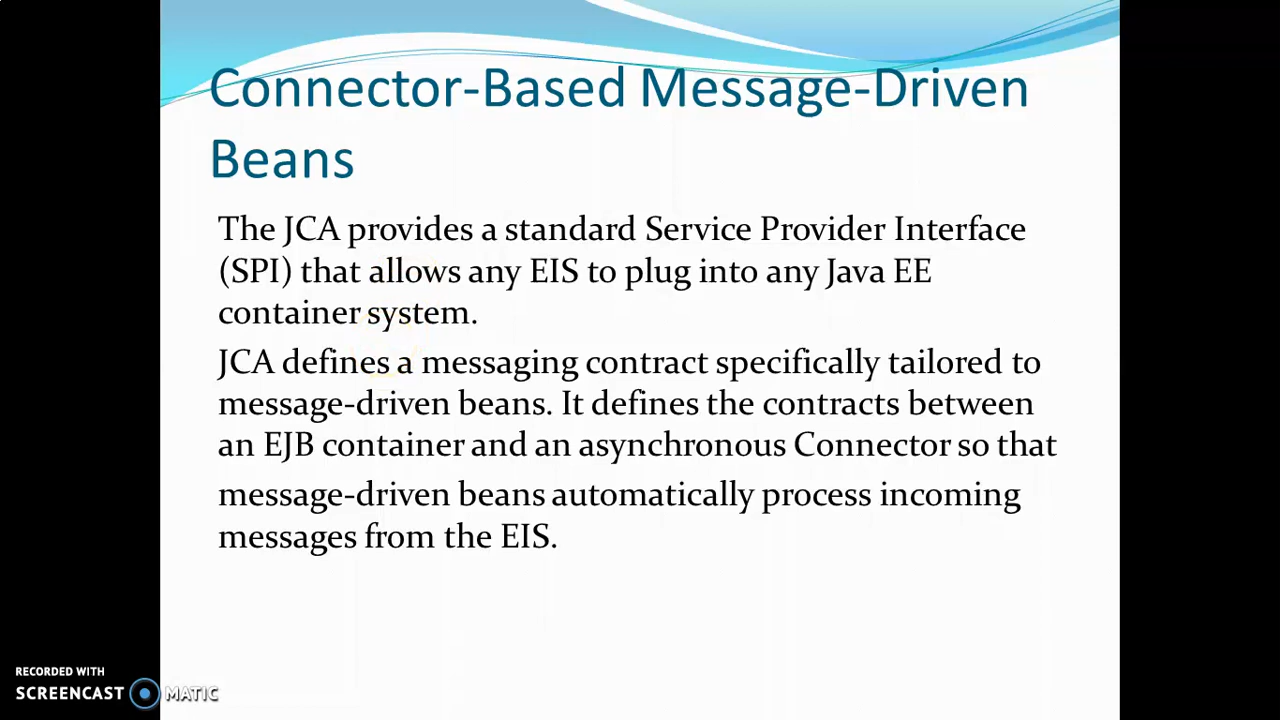 Connector-Based Message-Driven
Beans
The JCA provides a standard Service Provider Interface
(SPI) that allows any EIS to plug into any Java EE
container system.
JCA defines a messaging contract specifically tailored to
message-driven beans. It defines the contracts between
an EJB container and an asynchronous Connector so that
message-driven beans automatically process incoming
messages from the EIS.
RECORDED WITH
SCREENCAST MATIC